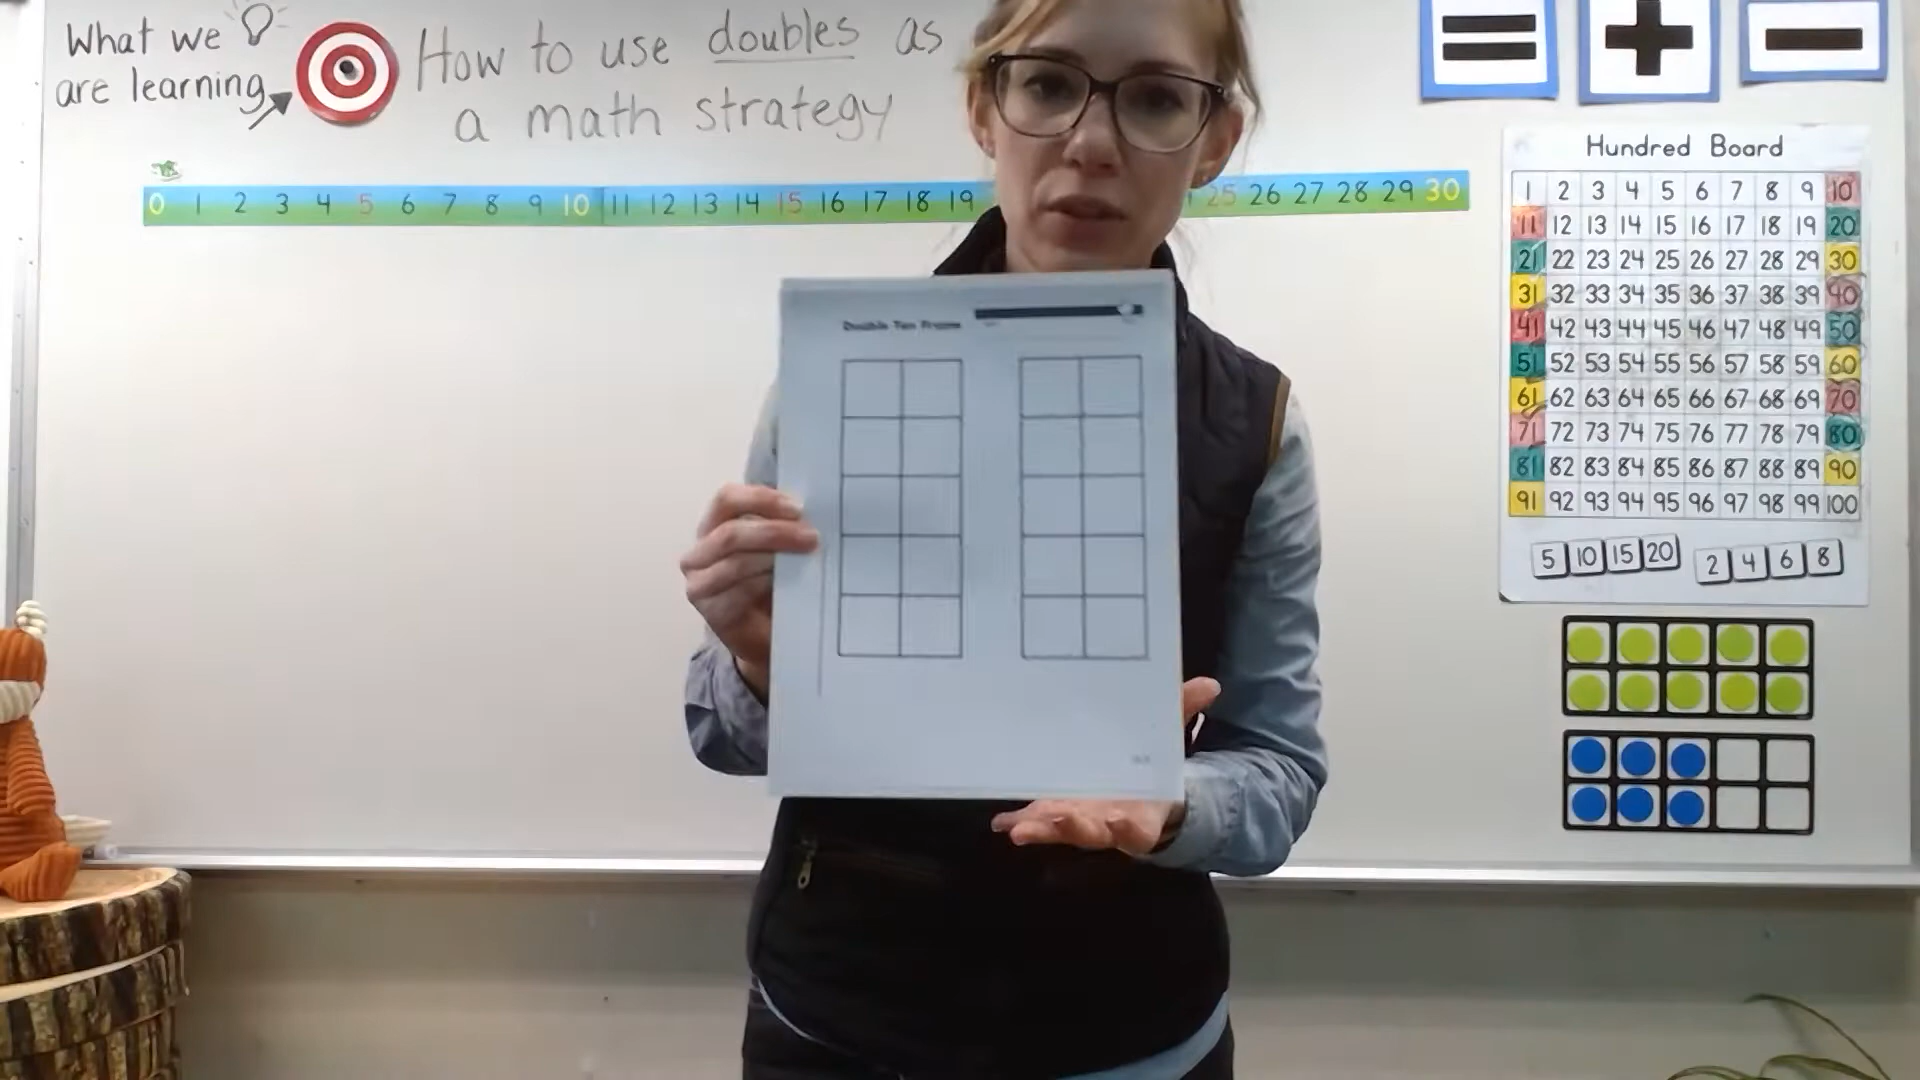 What we
are learning
How to use doubles as
a math strategy
0 1 2 3 4 5 6 7 8 9 10 11 12 13 14 15 16 17 18 19 25 26 27 28 29 30
Double Ten Frame
Hundred Board
1 2 3 4 5 6 7 8 9 10
11 12 13 14 15 16 17 18 19 20
21 22 23 24 25 26 27 28 29 30
31 32 33 34 35 36 37 38 39 40
41 42 43 44 45 46 47 48 49 50
51 52 53 54 55 56 57 58 59 60
61 62 63 64 65 66 67 68 69 70
71 72 73 74 75 76 77 78 79 80
81 82 83 84 85 86 87 88 89 90
91 92 93 94 95 96 97 98 99 100
5 10 15 20 2 4 6 8